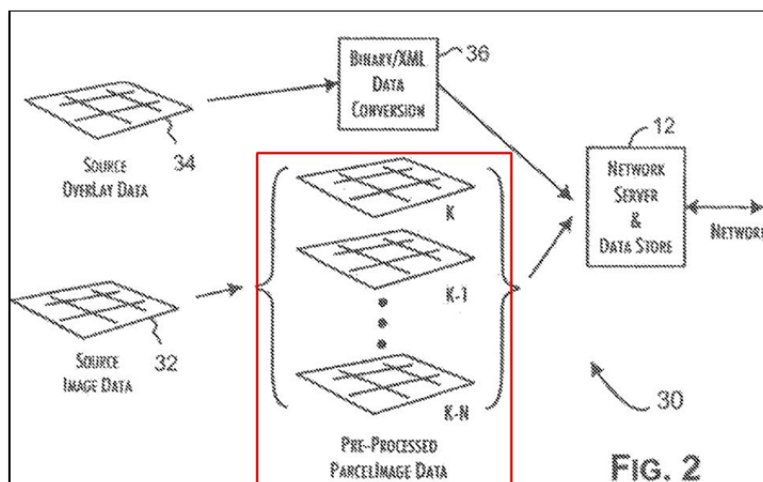 BINARY/XML
DATA
CONVERSION
36
34
SOURCE
OVERLAY DATA
12
NETWORK
SERVER
&
DATA STORE
NETWORK
K
K-1
32
SOURCE
IMAGE DATA
K-N
30
PRE-PROCESSED
PARCELIMAGE DATA
FIG. 2